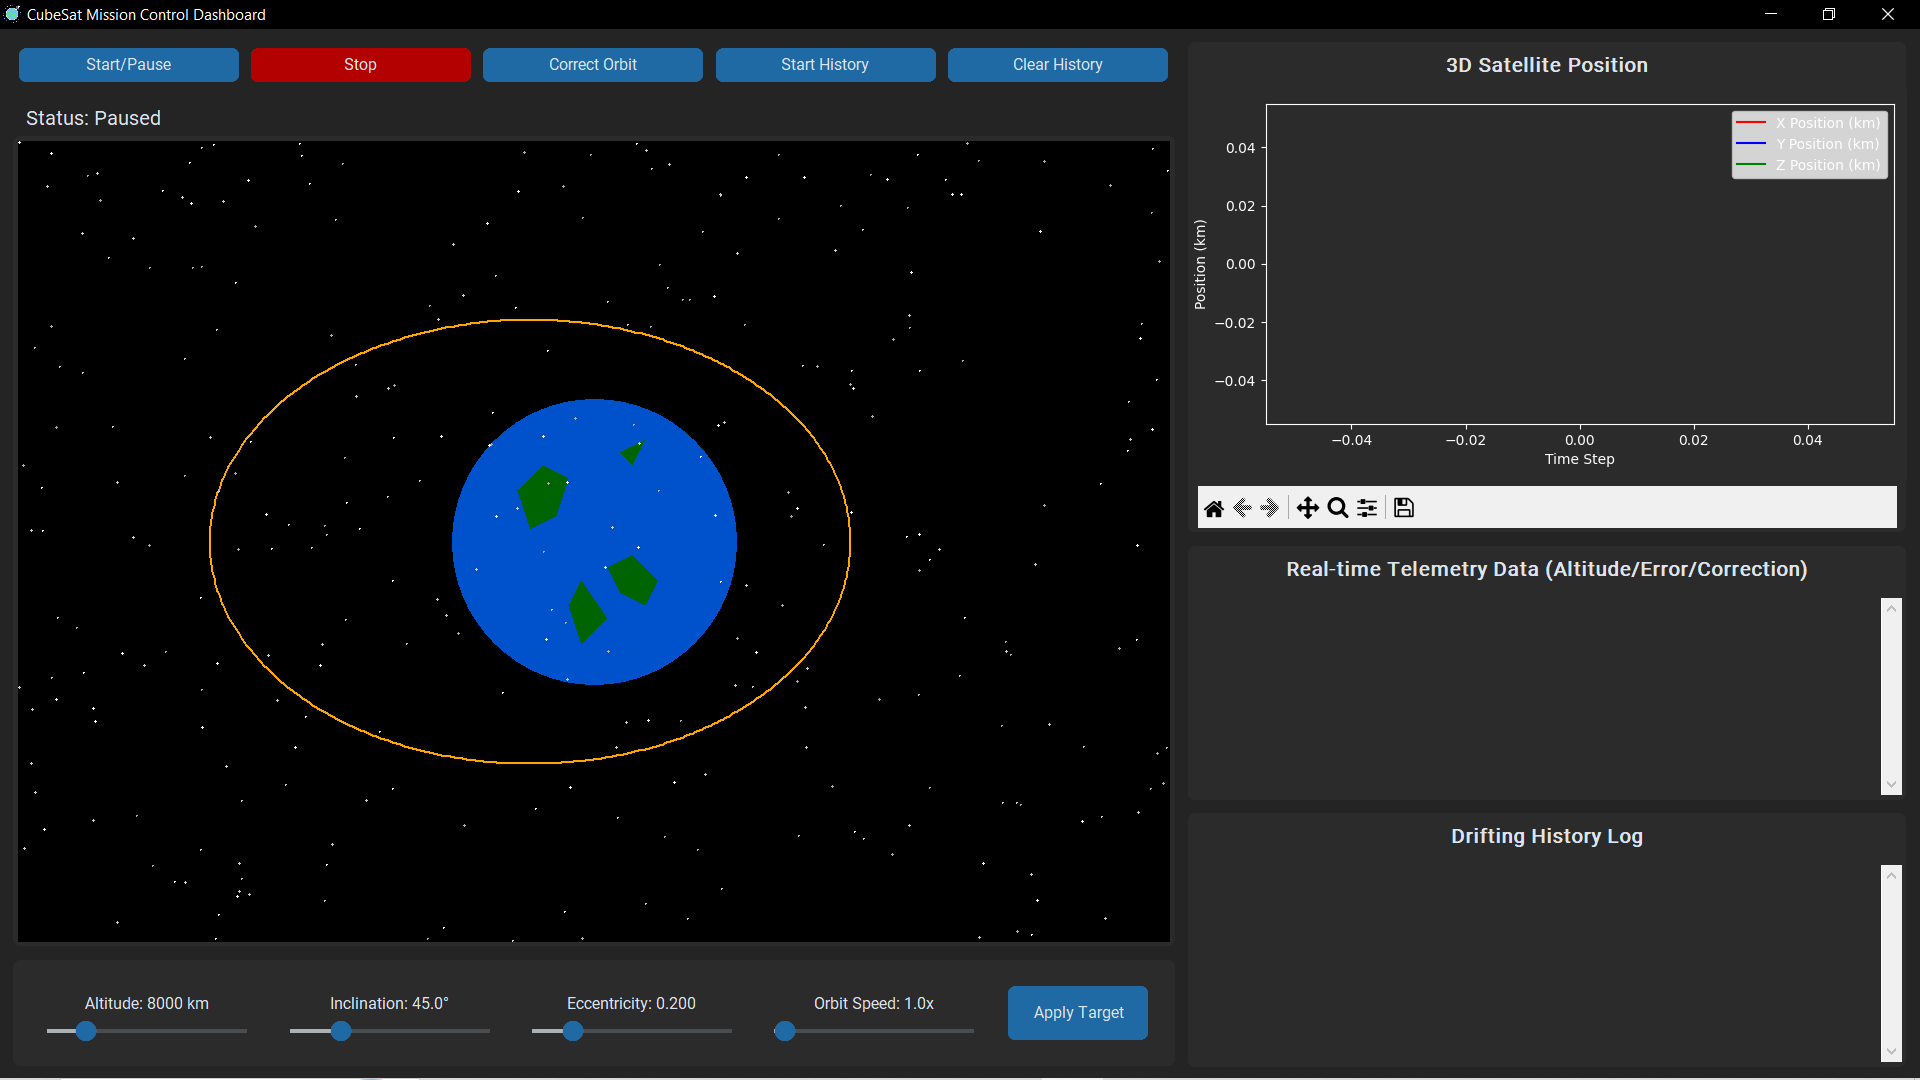 CubeSat Mission Control Dashboard
Start/Pause
Stop
Correct Orbit
Start History
Clear History
Status: Paused
Altitude: 8000 km
Inclination: 45.0°
Eccentricity: 0.200
Orbit Speed: 1.0x
Apply Target
3D Satellite Position
X Position (km)
Y Position (km)
Z Position (km)
Position (km)
0.04
0.02
0.00
−0.02
−0.04
−0.04
−0.02
0.00
0.02
0.04
Time Step
Real-time Telemetry Data (Altitude/Error/Correction)
Drifting History Log